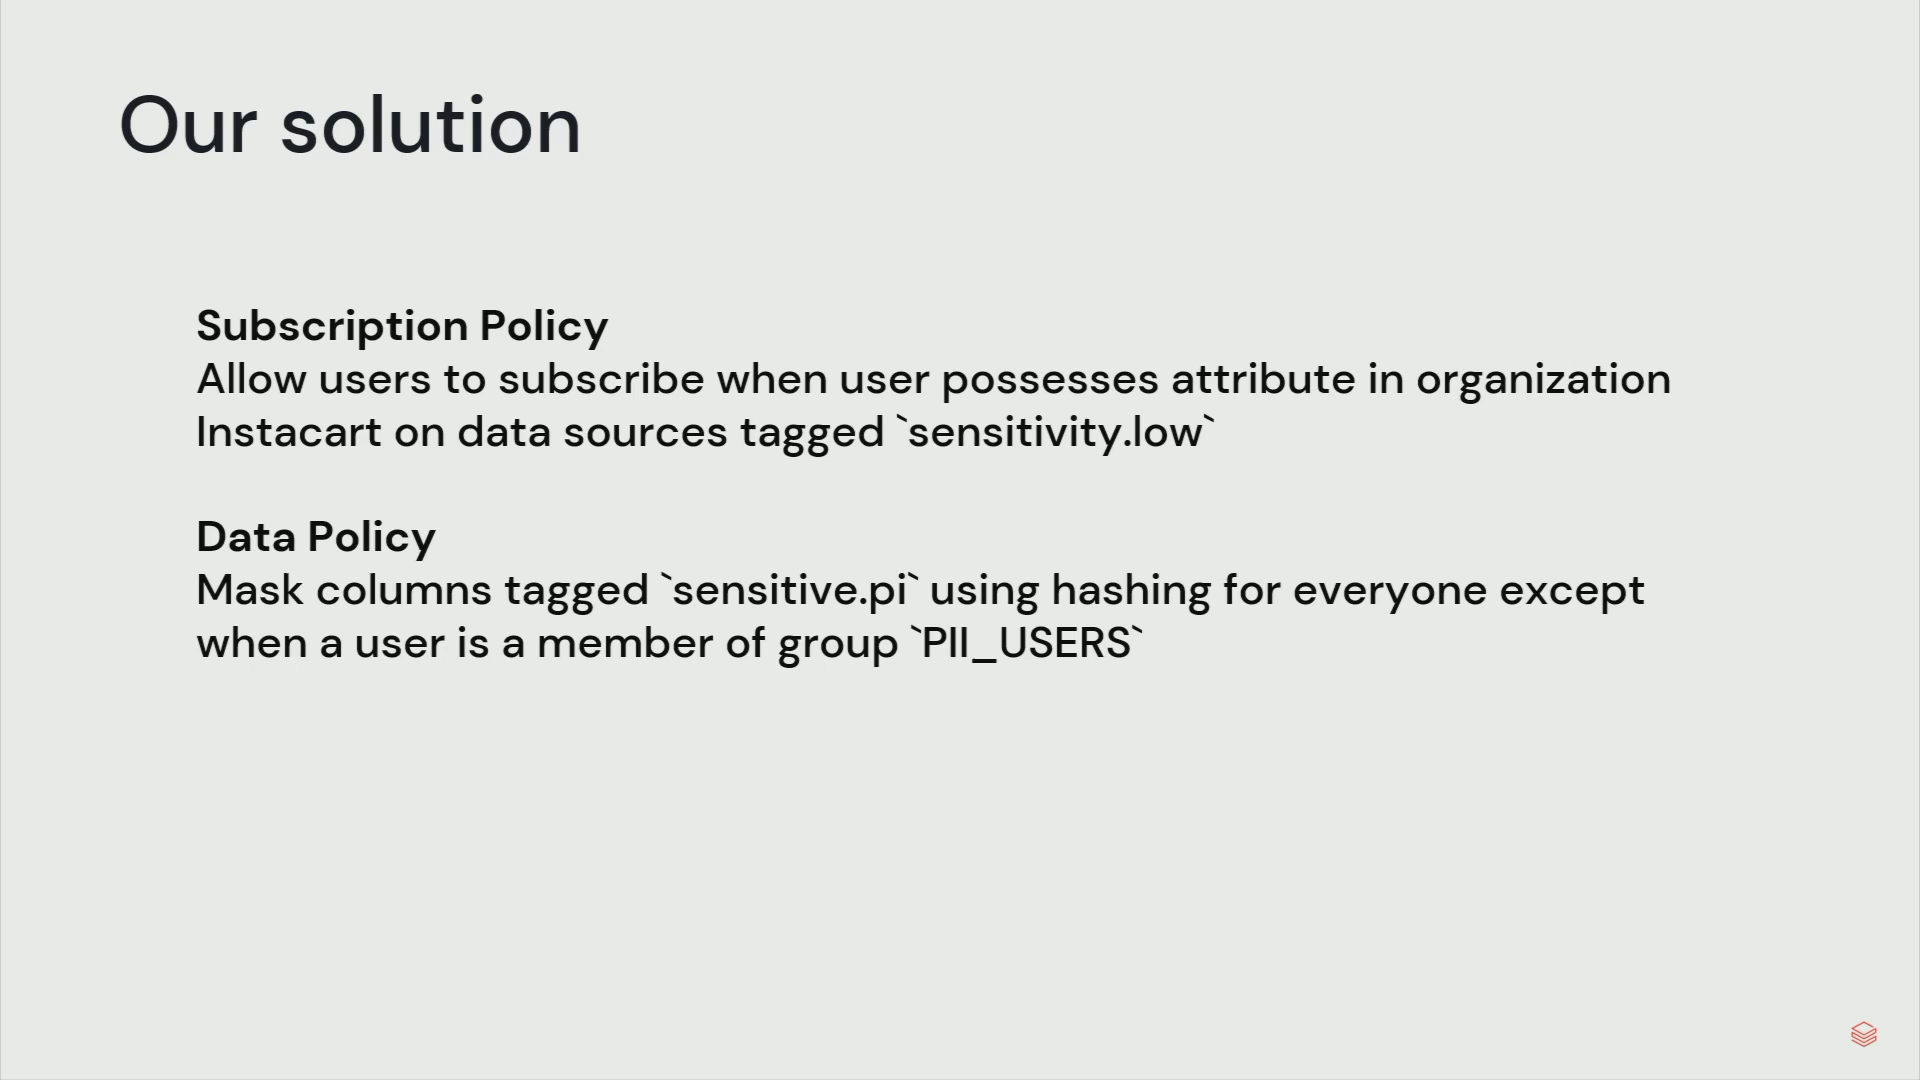 Our solution
Subscription Policy
Allow users to subscribe when user possesses attribute in organization
Instacart on data sources tagged `sensitivity.low`
Data Policy
Mask columns tagged `sensitive.pi` using hashing for everyone except
when a user is a member of group `PII_USERS`